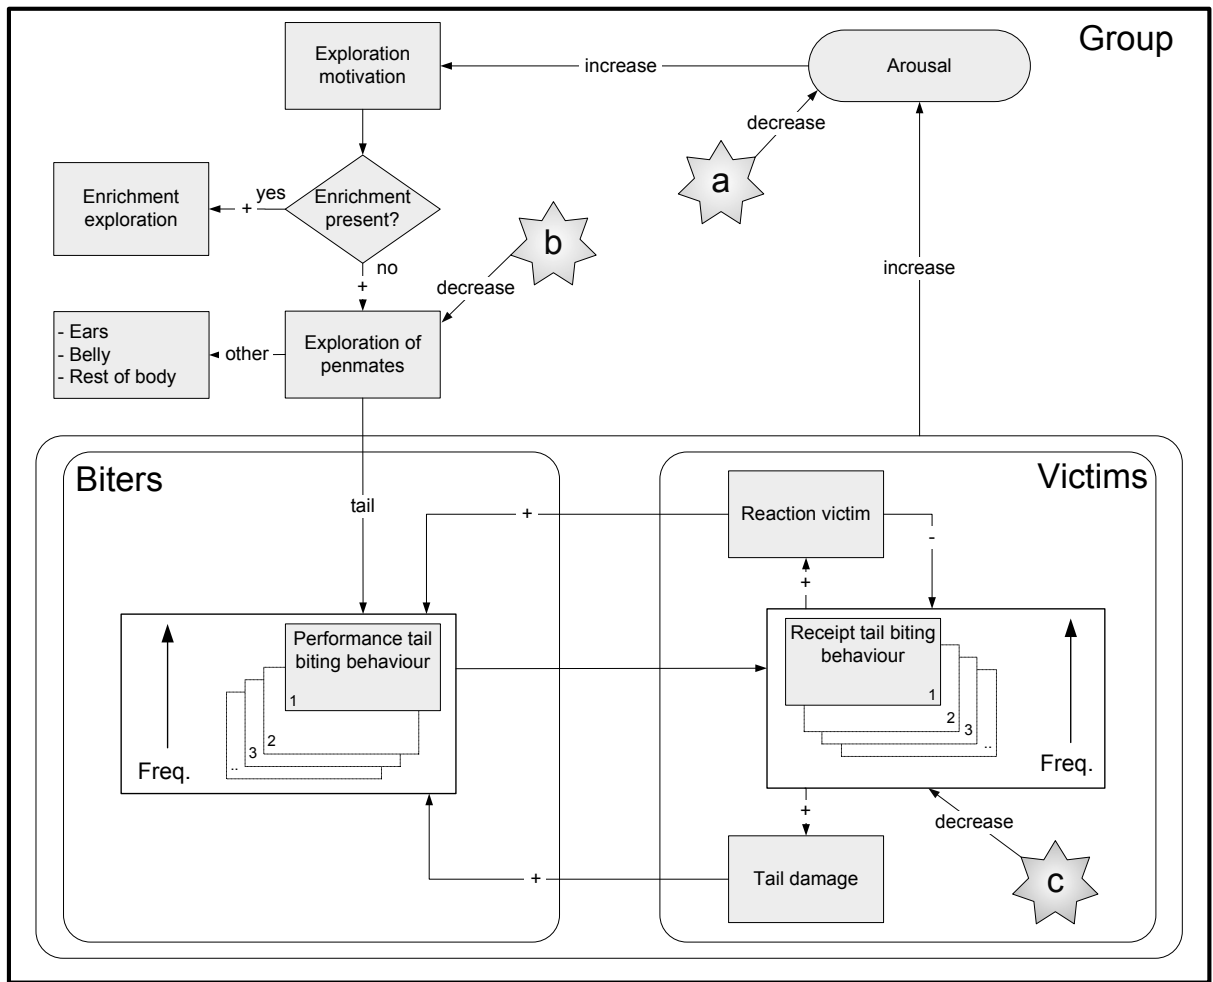 Group
Exploration
motivation
increase
Arousal
decrease
a
Enrichment
exploration
yes
+
Enrichment
present?
b
no
+
decrease
increase
- Ears
- Belly
- Rest of body
other
Exploration of
penmates
Biters
Victims
tail
+
Reaction victim
-
+
Performance tail
biting behaviour
1
2
3
..
Freq.
Receipt tail biting
behaviour
1
2
3
..
Freq.
+
decrease
+
Tail damage
c